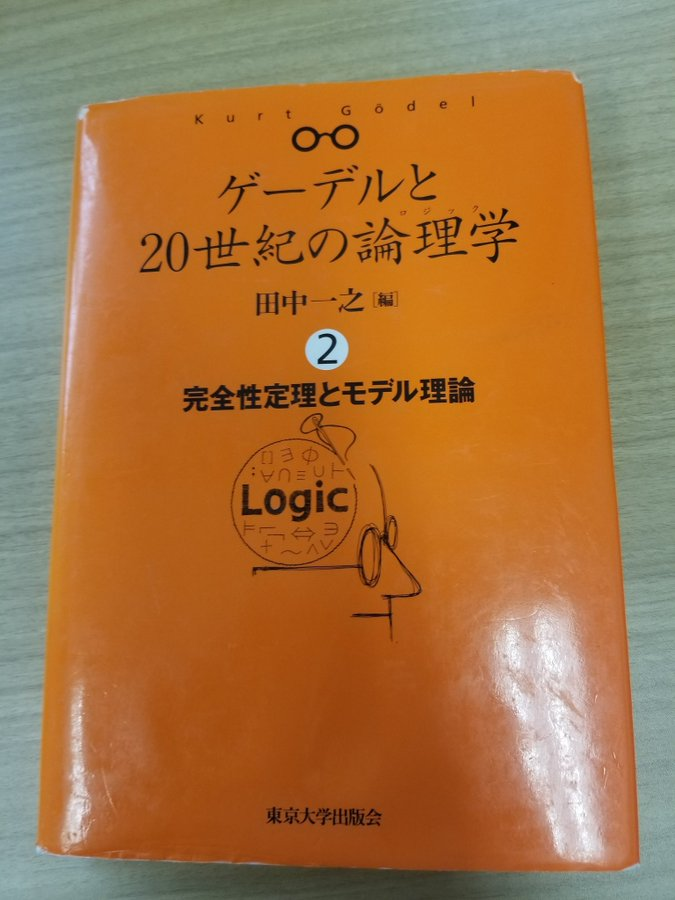 Kurt Gödel
ゲーデルと
ロジック
20世紀の論理学
田中一之[編]
2
完全性定理とモデル理論
Logic
東京大学出版会